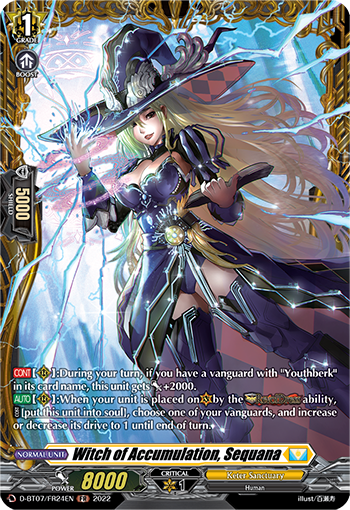 1
GRADE
BOOST
5000
SHIELD
CONT【R】:During your turn, if you have a vanguard with "Youthberk"
in its card name, this unit gets +2000.
AUTO【R】:When your unit is placed on by the ability,
COST [put this unit into soul], choose one of your vanguards, and increase
or decrease its drive to 1 until end of turn.
NORMAL UNIT Witch of Accumulation, Sequana
POWER 8000 CRITICAL 1 Keter Sanctuary
Human
D-BT07/FR24EN FR 2022 illust/百瀬寿